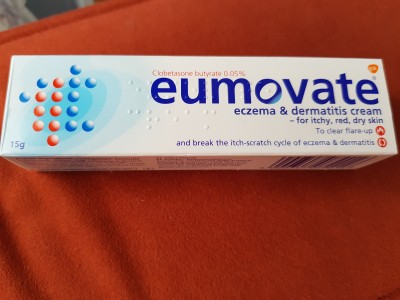 Clobetasone butyrate 0.05%
gsk
eumovate
eczema & dermatitis cream
– for itchy, red, dry skin
To clear flare-up
15g
and break the itch-scratch cycle of eczema & dermatitis